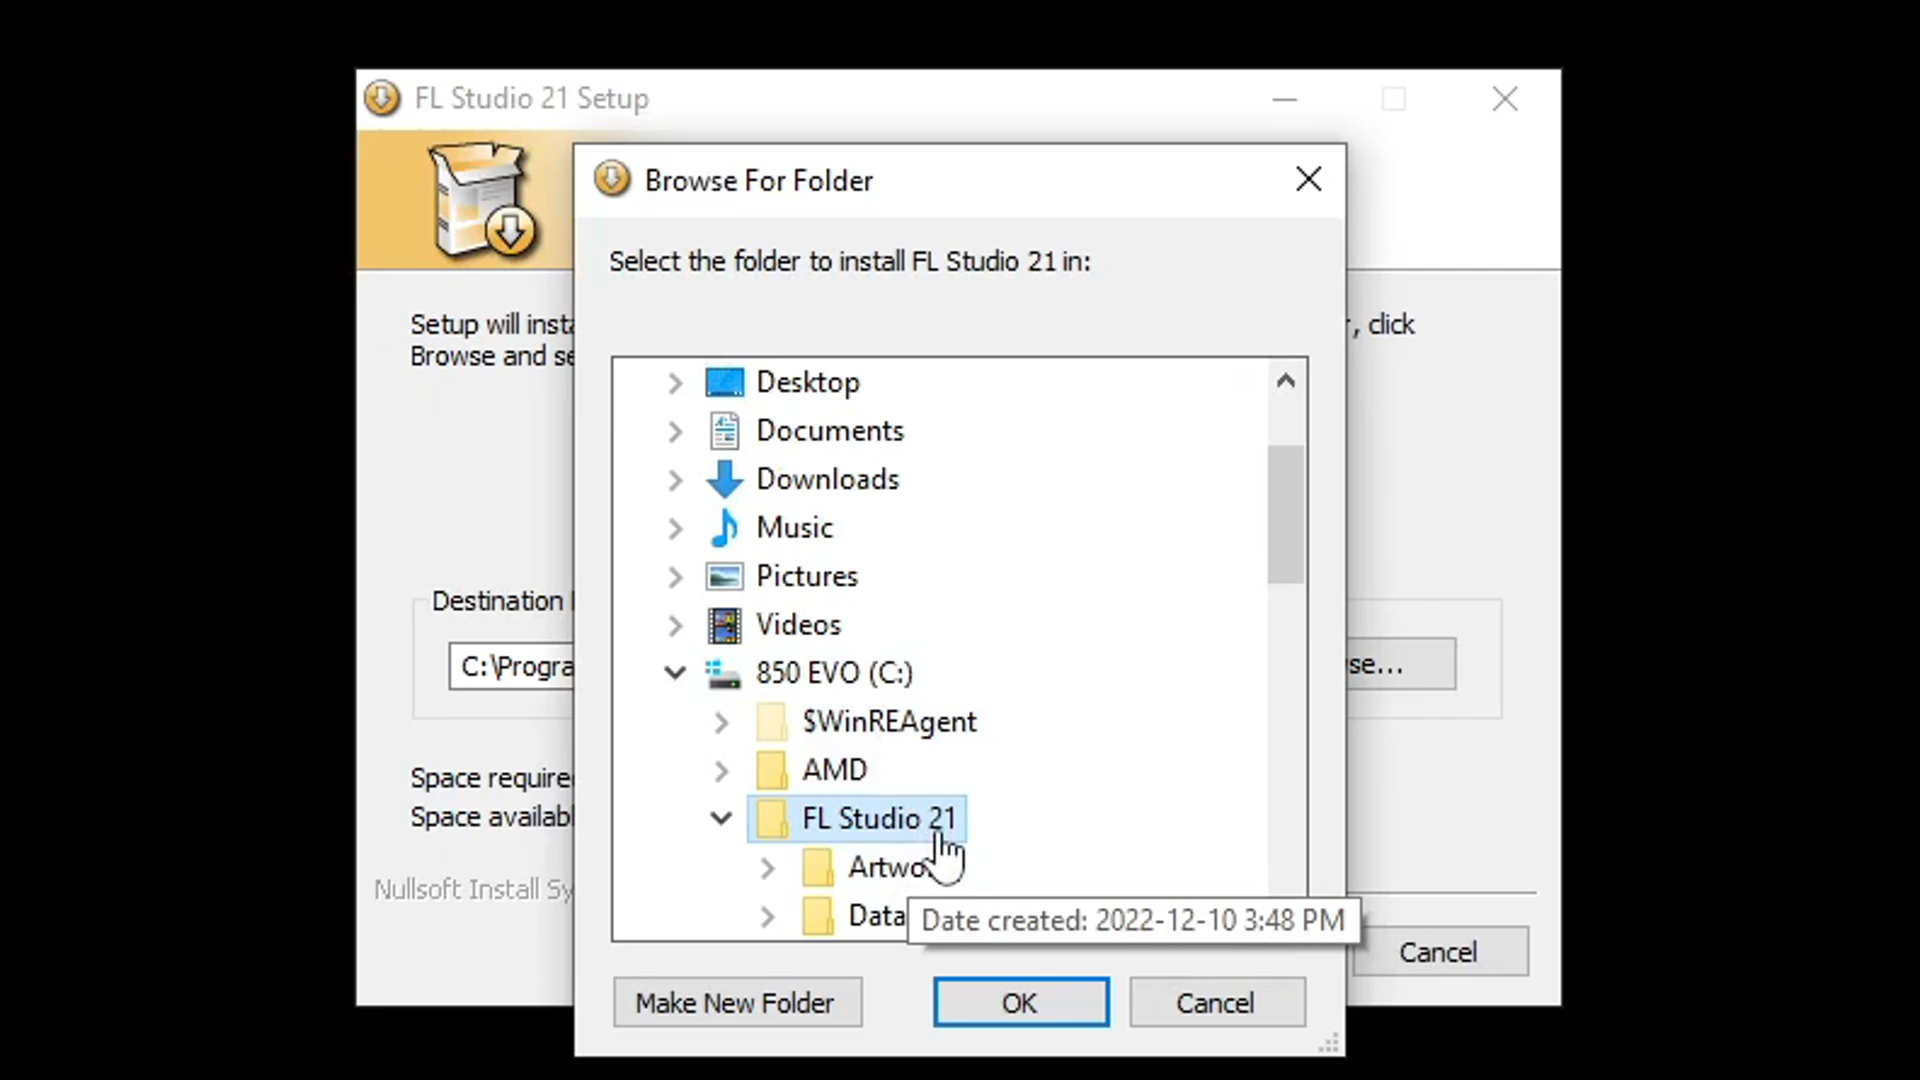 FL Studio 21 Setup
Browse For Folder
Select the folder to install FL Studio 21 in:
Setup will insta
, click
Browse and se
Desktop
Documents
Downloads
Music
Pictures
Videos
Destination
C:\Progra
se...
850 EVO (C:)
$WinREAgent
AMD
FL Studio 21
Artwo
Data
Date created: 2022-12-10 3:48 PM
Space require
Space availab
Nullsoft Install Sy
Cancel
Make New Folder
OK
Cancel